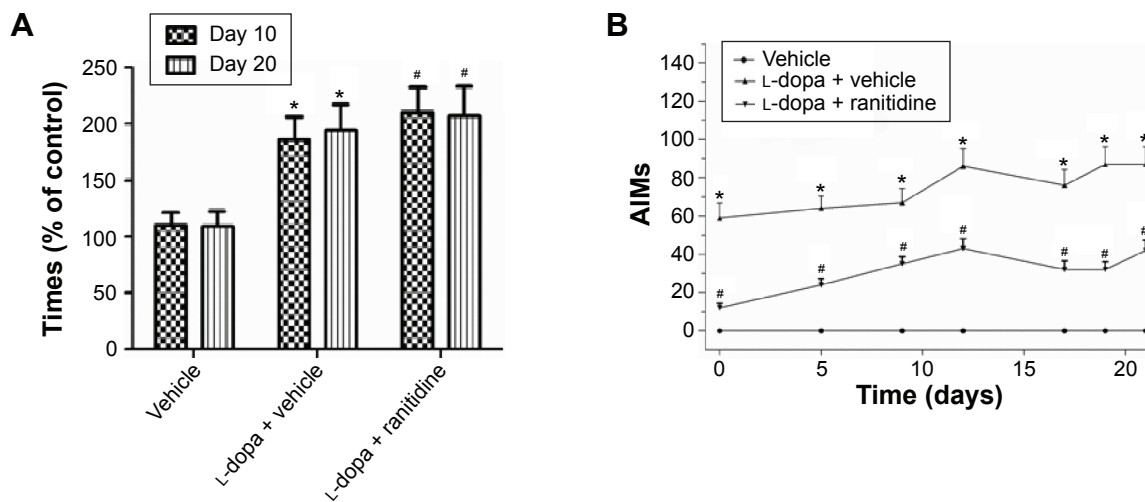 A
Day 10
Day 20
250
200
150
100
50
0
Times (% of control)
* * # #
Vehicle
L-dopa + vehicle
L-dopa + ranitidine
B
Vehicle
L-dopa + vehicle
L-dopa + ranitidine
140
120
100
80
60
40
20
0
AIMs
* * * * * * *
# # # # # # #
0 5 10 15 20
Time (days)